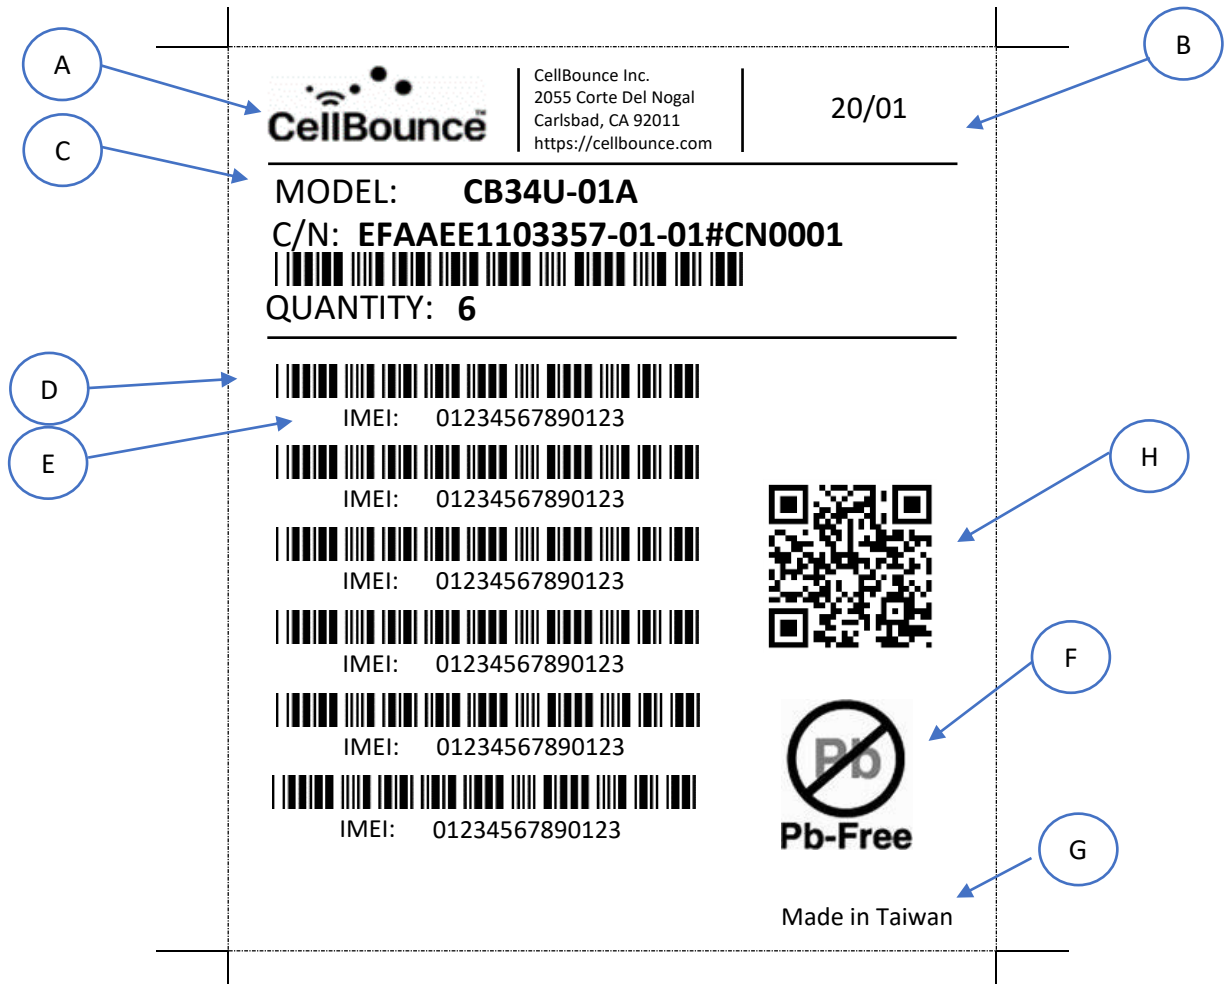 A
B
CellBounce™
CellBounce Inc.
2055 Corte Del Nogal
Carlsbad, CA 92011
https://cellbounce.com
20/01
C
MODEL: CB34U-01A
C/N: EFAAEE1103357-01-01#CN0001
QUANTITY: 6
D
IMEI: 01234567890123
E
IMEI: 01234567890123
H
IMEI: 01234567890123
IMEI: 01234567890123
F
IMEI: 01234567890123
Pb
IMEI: 01234567890123
Pb-Free
G
Made in Taiwan